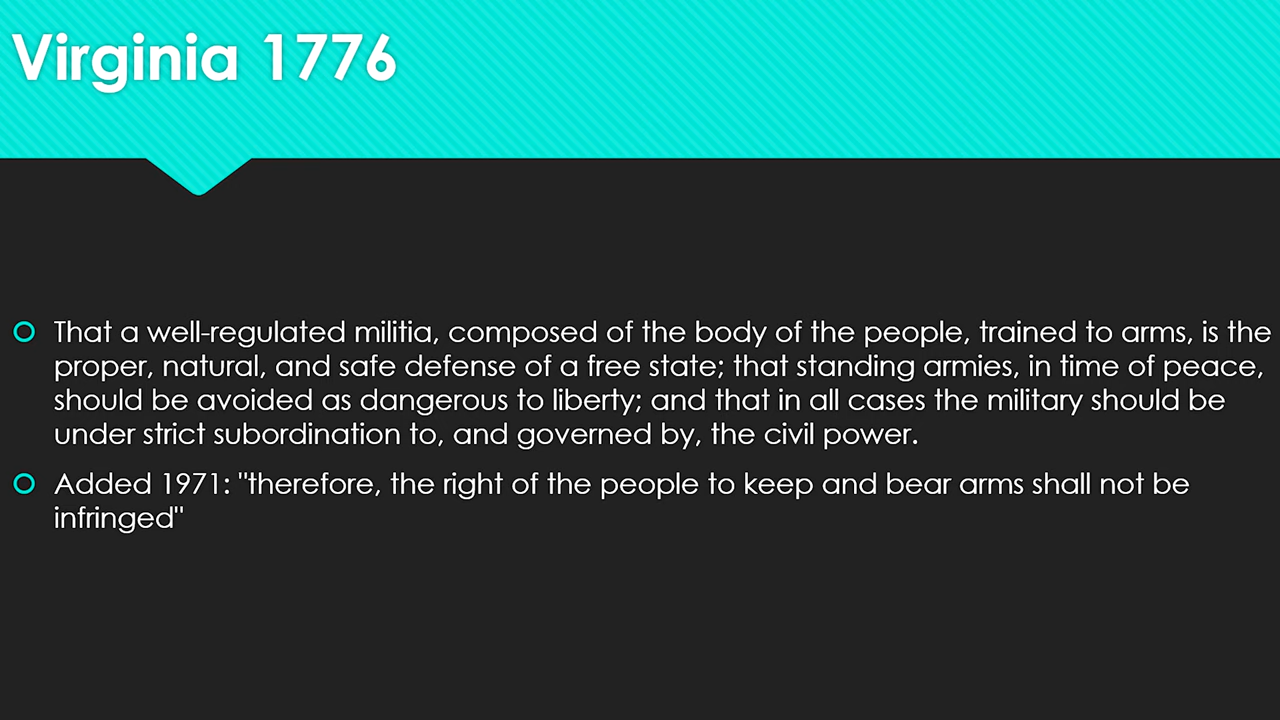 Virginia 1776
That a well-regulated militia, composed of the body of the people, trained to arms, is the
proper, natural, and safe defense of a free state; that standing armies, in time of peace,
should be avoided as dangerous to liberty; and that in all cases the military should be
under strict subordination to, and governed by, the civil power.
Added 1971: "therefore, the right of the people to keep and bear arms shall not be
infringed"